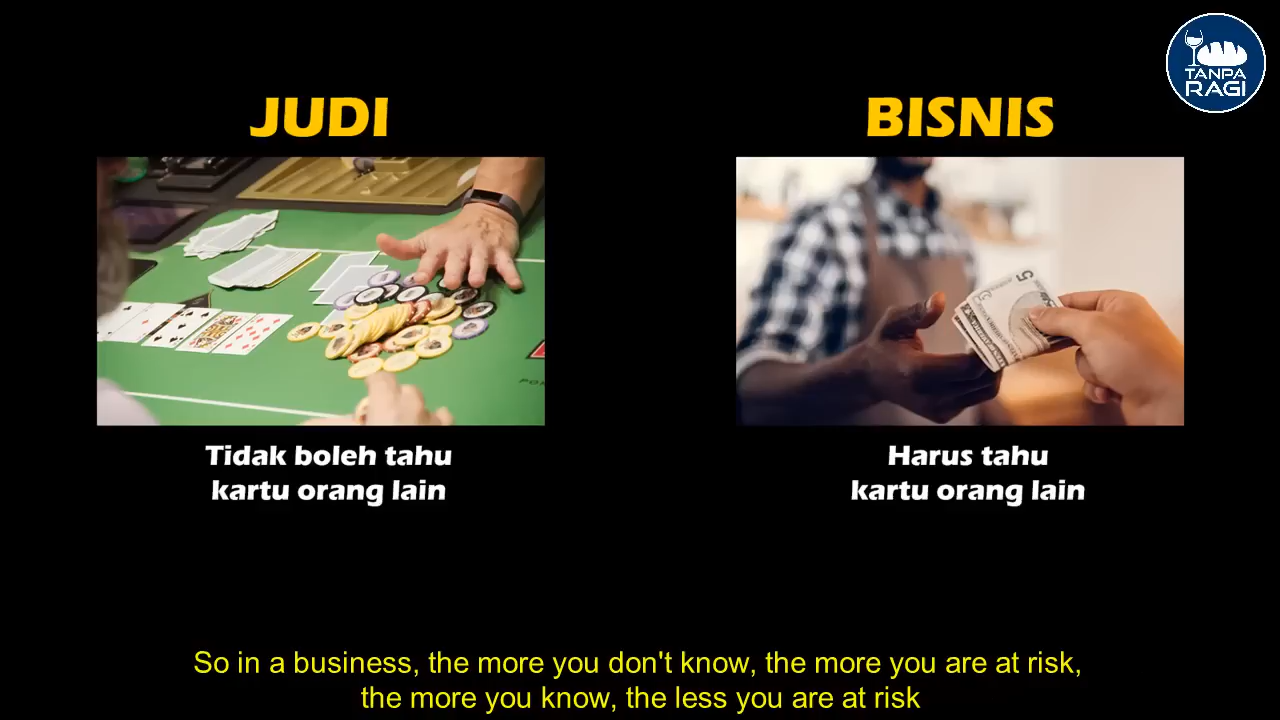 TANPA
RAGI
JUDI
BISNIS
Tidak boleh tahu
kartu orang lain
Harus tahu
kartu orang lain
So in a business, the more you don't know, the more you are at risk,
the more you know, the less you are at risk